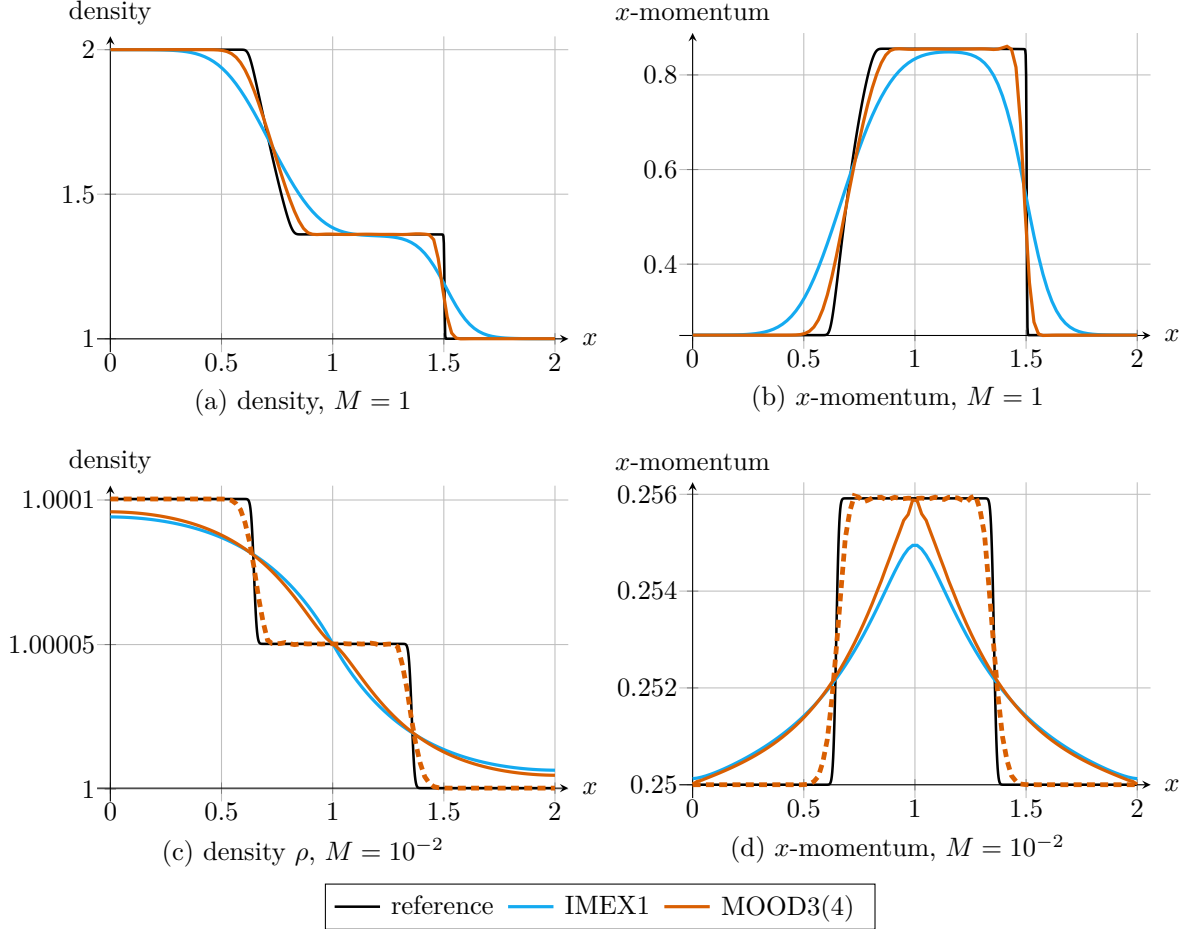 density
2
1.5
1
0
0.5
1
1.5
2
x
(a) density, M = 1
x-momentum
0.8
0.6
0.4
0
0.5
1
1.5
2
x
(b) x-momentum, M = 1
density
1.00001
1.00005
1
0
0.5
1
1.5
2
x
(c) density ρ, M = 10⁻²
x-momentum
0.256
0.254
0.252
0.25
0
0.5
1
1.5
2
x
(d) x-momentum, M = 10⁻²
reference IMEX1 MOOD3(4)